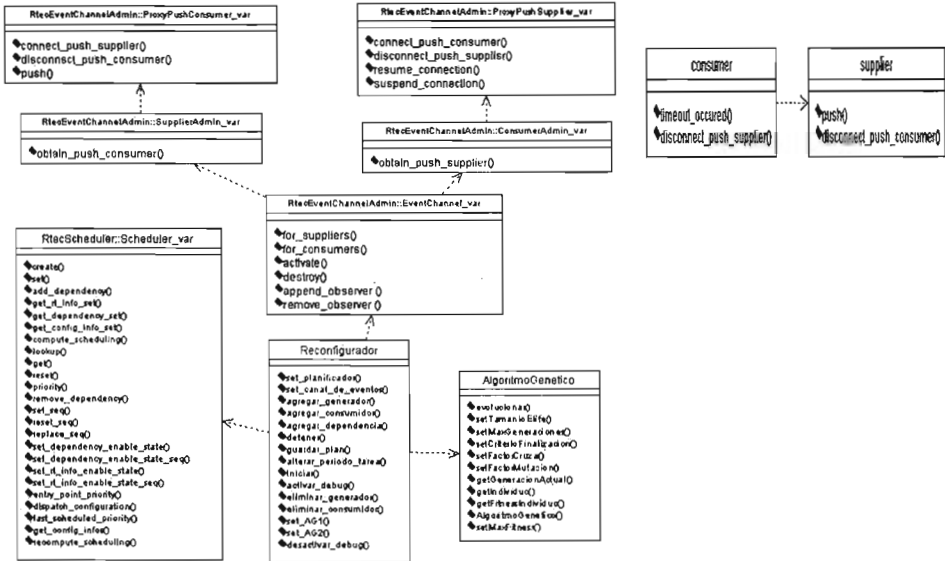 RtecEventChannelAdmin::ProxyPushConsumer_var
connect_push_supplier()
disconnect_push_consumer()
push()
RtecEventChannelAdmin::ProxyPushSupplier_var
connect_push_consumer()
disconnect_push_supplier()
resume_connection()
suspend_connection()
consumer
timeout_occured()
disconnect_push_supplier()
supplier
push()
disconnect_push_consumer()
RtecEventChannelAdmin::SupplierAdmin_var
obtain_push_consumer()
RtecEventChannelAdmin::ConsumerAdmin_var
obtain_push_supplier()
RtecEventChannelAdmin::EventChannel_var
for_suppliers()
for_consumers()
activate()
destroy()
append_observer()
remove_observer()
RtecScheduler::Scheduler_var
create()
set()
add_dependency()
get_rt_info_set()
get_dependency_set()
get_config_info_set()
compute_scheduling()
lookup()
get()
reset()
priority()
remove_dependency()
set_seq()
reset_seq()
replace_seq()
set_dependency_enable_state()
set_dependency_enable_state_seq()
set_rt_info_enable_state()
set_rt_info_enable_state_seq()
entry_point_priority()
dispatch_configuration()
last_scheduled_priority()
get_config_infos()
recompute_scheduling()
Reconfigurador
set_planificador()
set_canal_de_eventos()
agregar_generador()
agregar_consumidor()
agregar_dependencia()
detener()
guardar_plan()
alterar_periodo_tarea()
iniciar()
activar_debug()
eliminar_generador()
eliminar_consumidor()
set_AG1()
set_AG2()
desactivar_debug()
AlgoritmoGenetico
evolucionar()
setTamanioElite()
setMaxGeneraciones()
setCriterioFinalizacion()
setFactorCruza()
setFactorMutacion()
getGeneracionActual()
getIndividuo()
getFitnessIndividuo()
AlgoritmoGenetico()
setMaxFitness()